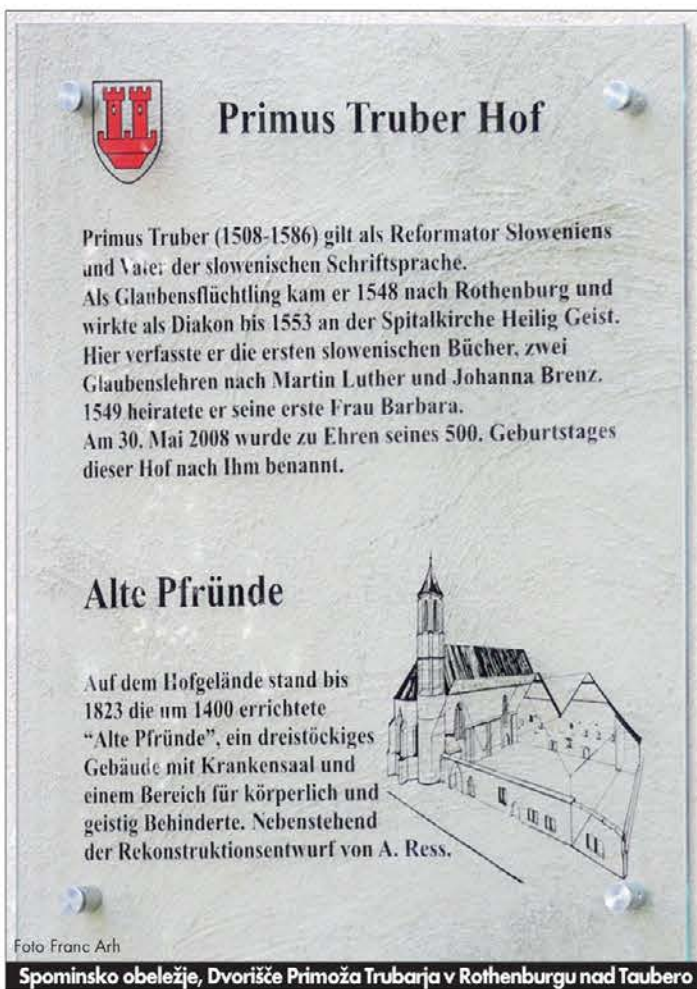 Primus Truber Hof
Primus Truber (1508-1586) gilt als Reformator Sloweniens
und Vater der slowenischen Schriftsprache.
Als Glaubensflüchtling kam er 1548 nach Rothenburg und
wirkte als Diakon bis 1553 an der Spitalkirche Heilig Geist.
Hier verfasste er die ersten slowenischen Bücher, zwei
Glaubenslehren nach Martin Luther und Johanna Brenz.
1549 heiratete er seine erste Frau Barbara.
Am 30. Mai 2008 wurde zu Ehren seines 500. Geburtstages
dieser Hof nach Ihm benannt.
Alte Pfründe
Auf dem Hofgelände stand bis
1823 die um 1400 errichtete
“Alte Pfründe”, ein dreistöckiges
Gebäude mit Krankensaal und
einem Bereich für körperlich und
geistig Behinderte. Nebenstehend
der Rekonstruktionsentwurf von A. Ress.
Foto Franc Arh
Spominsko obeležje, Dvorišče Primoža Trubarja v Rothenburgu nad Taubero